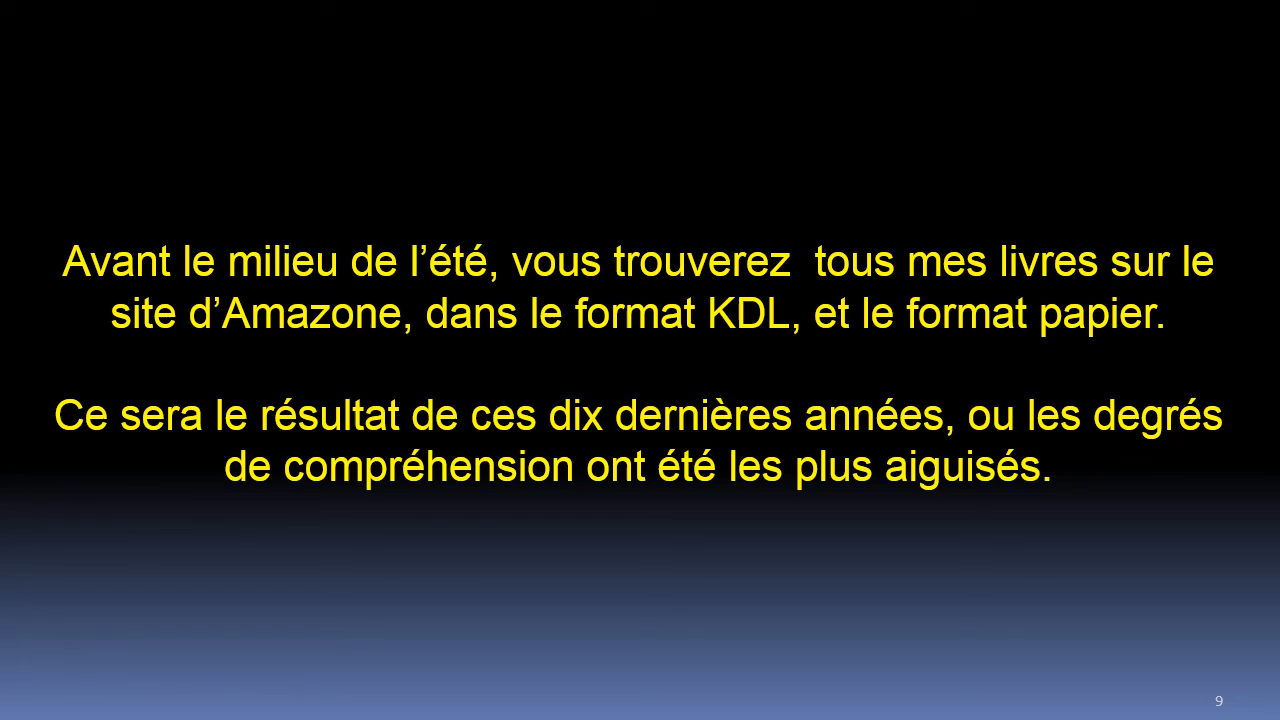 Avant le milieu de l’été, vous trouverez  tous mes livres sur le
site d’Amazone, dans le format KDL, et le format papier.
Ce sera le résultat de ces dix dernières années, ou les degrés
de compréhension ont été les plus aiguisés.
9